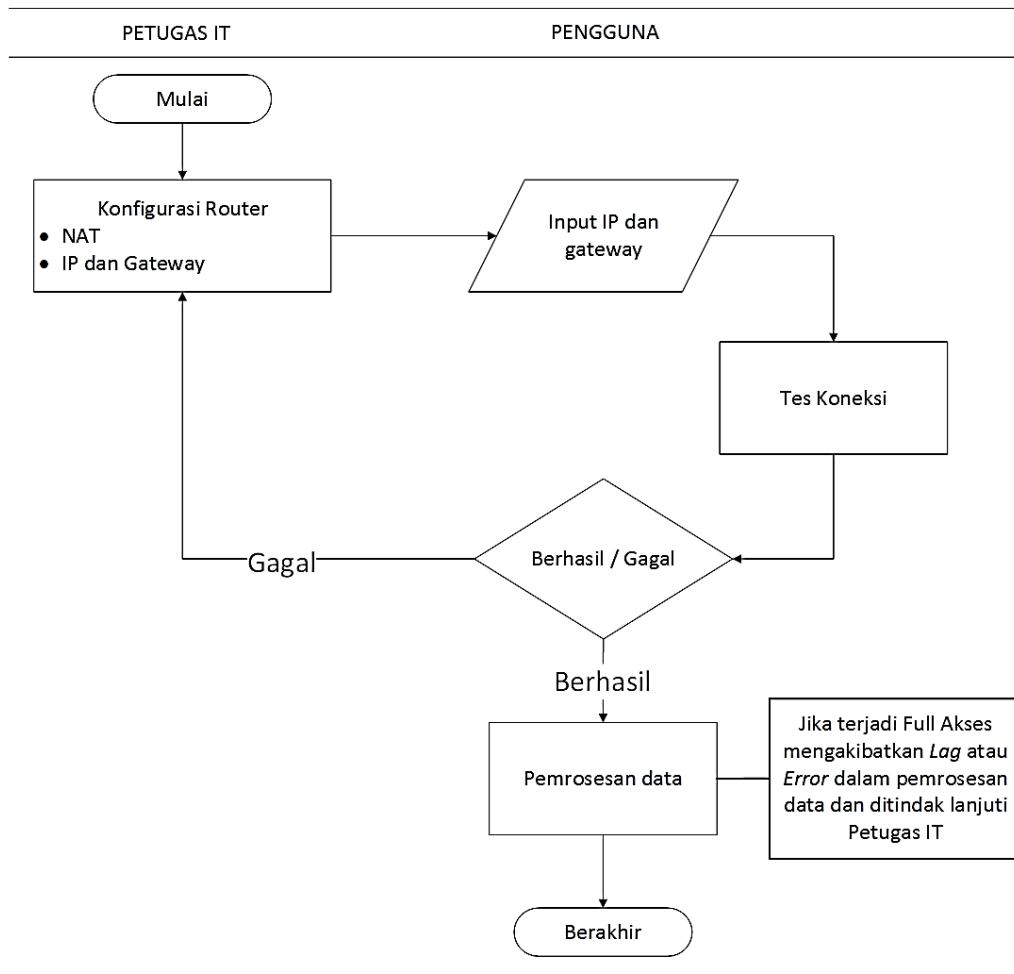 PETUGAS IT
PENGGUNA
Mulai
Konfigurasi Router
• NAT
• IP dan Gateway
Input IP dan
gateway
Tes Koneksi
Berhasil / Gagal
Gagal
Berhasil
Pemrosesan data
Jika terjadi Full Akses
mengakibatkan Lag atau
Error dalam pemrosesan
data dan ditindak lanjuti
Petugas IT
Berakhir